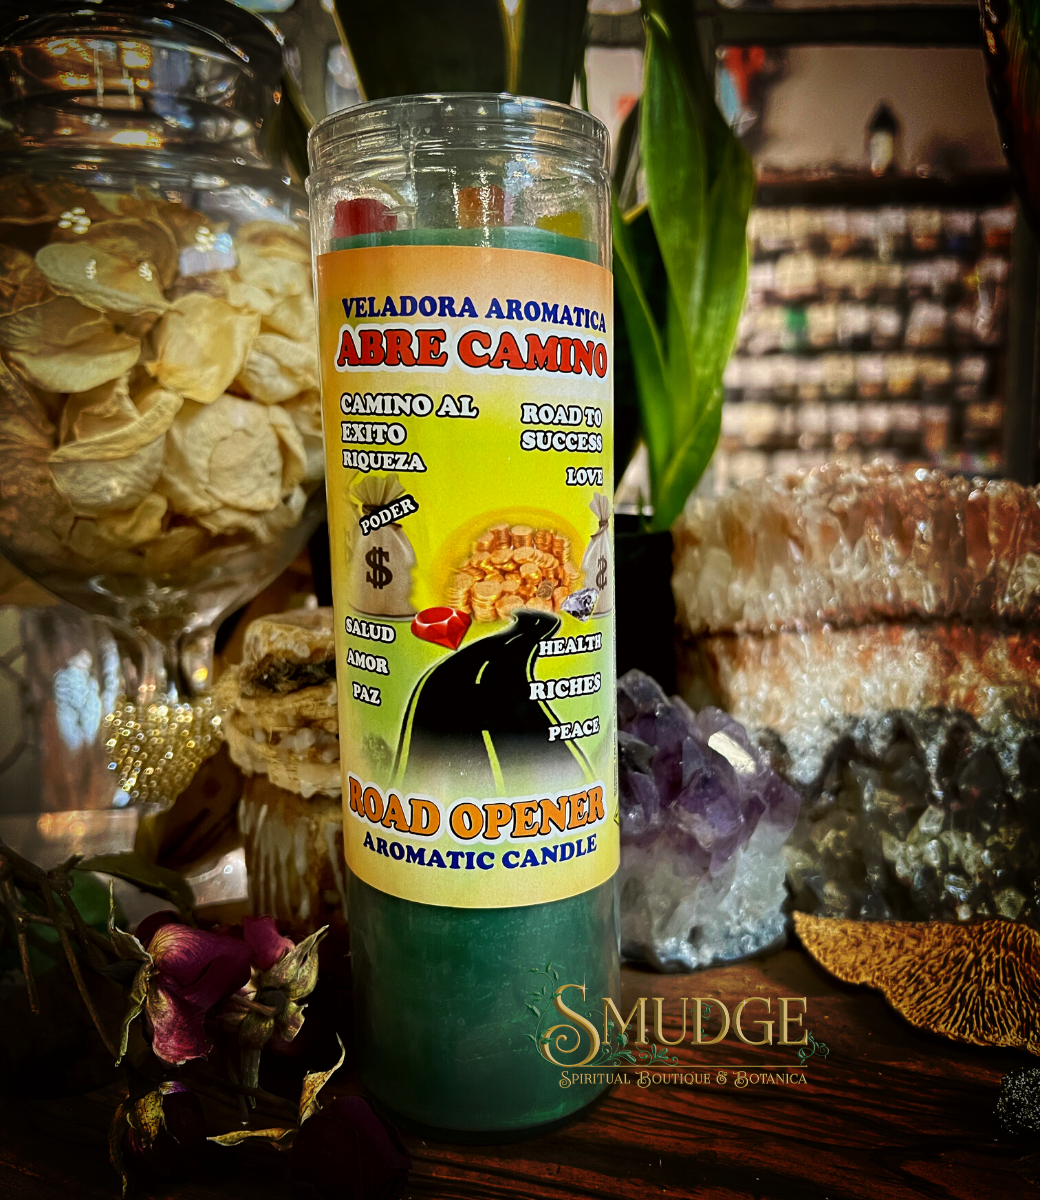 VELADORA AROMATICA
ABRE CAMINO
CAMINO AL
EXITO
RIQUEZA
PODER
$
SALUD
AMOR
PAZ
ROAD TO
SUCCESS
LOVE
$
HEALTH
RICHES
PEACE
ROAD OPENER
AROMATIC CANDLE
SMUDGE
SPIRITUAL BOUTIQUE & BOTANICA